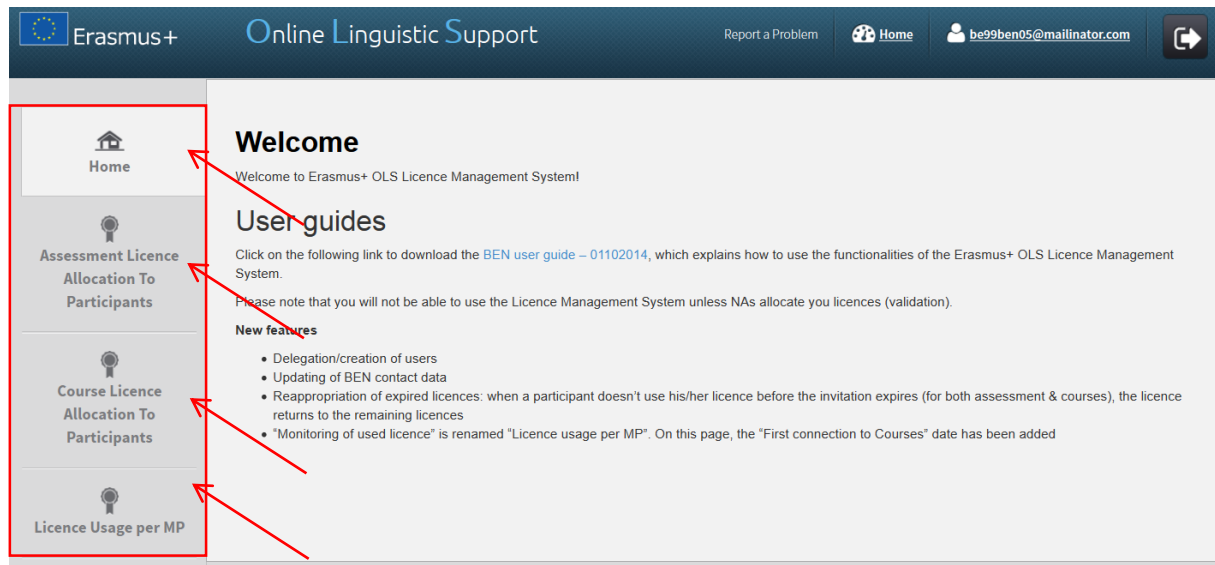 Erasmus+
Online Linguistic Support
Report a Problem
Home
be99ben05@mailinator.com
Home
Assessment Licence
Allocation To
Participants
Course Licence
Allocation To
Participants
Licence Usage per MP
Welcome
Welcome to Erasmus+ OLS Licence Management System!
User guides
Click on the following link to download the BEN user guide – 01102014, which explains how to use the functionalities of the Erasmus+ OLS Licence Management
System.
Please note that you will not be able to use the Licence Management System unless NAs allocate you licences (validation).
New features
• Delegation/creation of users
• Updating of BEN contact data
• Reappropriation of expired licences: when a participant doesn't use his/her licence before the invitation expires (for both assessment & courses), the licence
returns to the remaining licences
• "Monitoring of used licence" is renamed "Licence usage per MP". On this page, the "First connection to Courses" date has been added